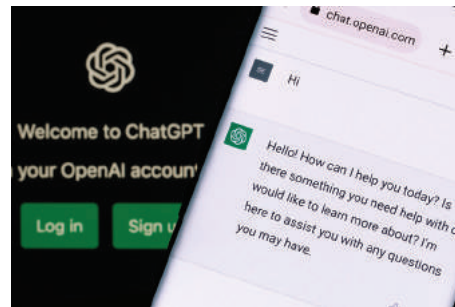 Welcome to ChatGPT
your OpenAI account
Log in
Sign
chat.openai.com
SK
Hi
Hello! How can I help you today? Is
there something you need help with
would like to learn more about? I'm
here to assist you with any questions
you may have.